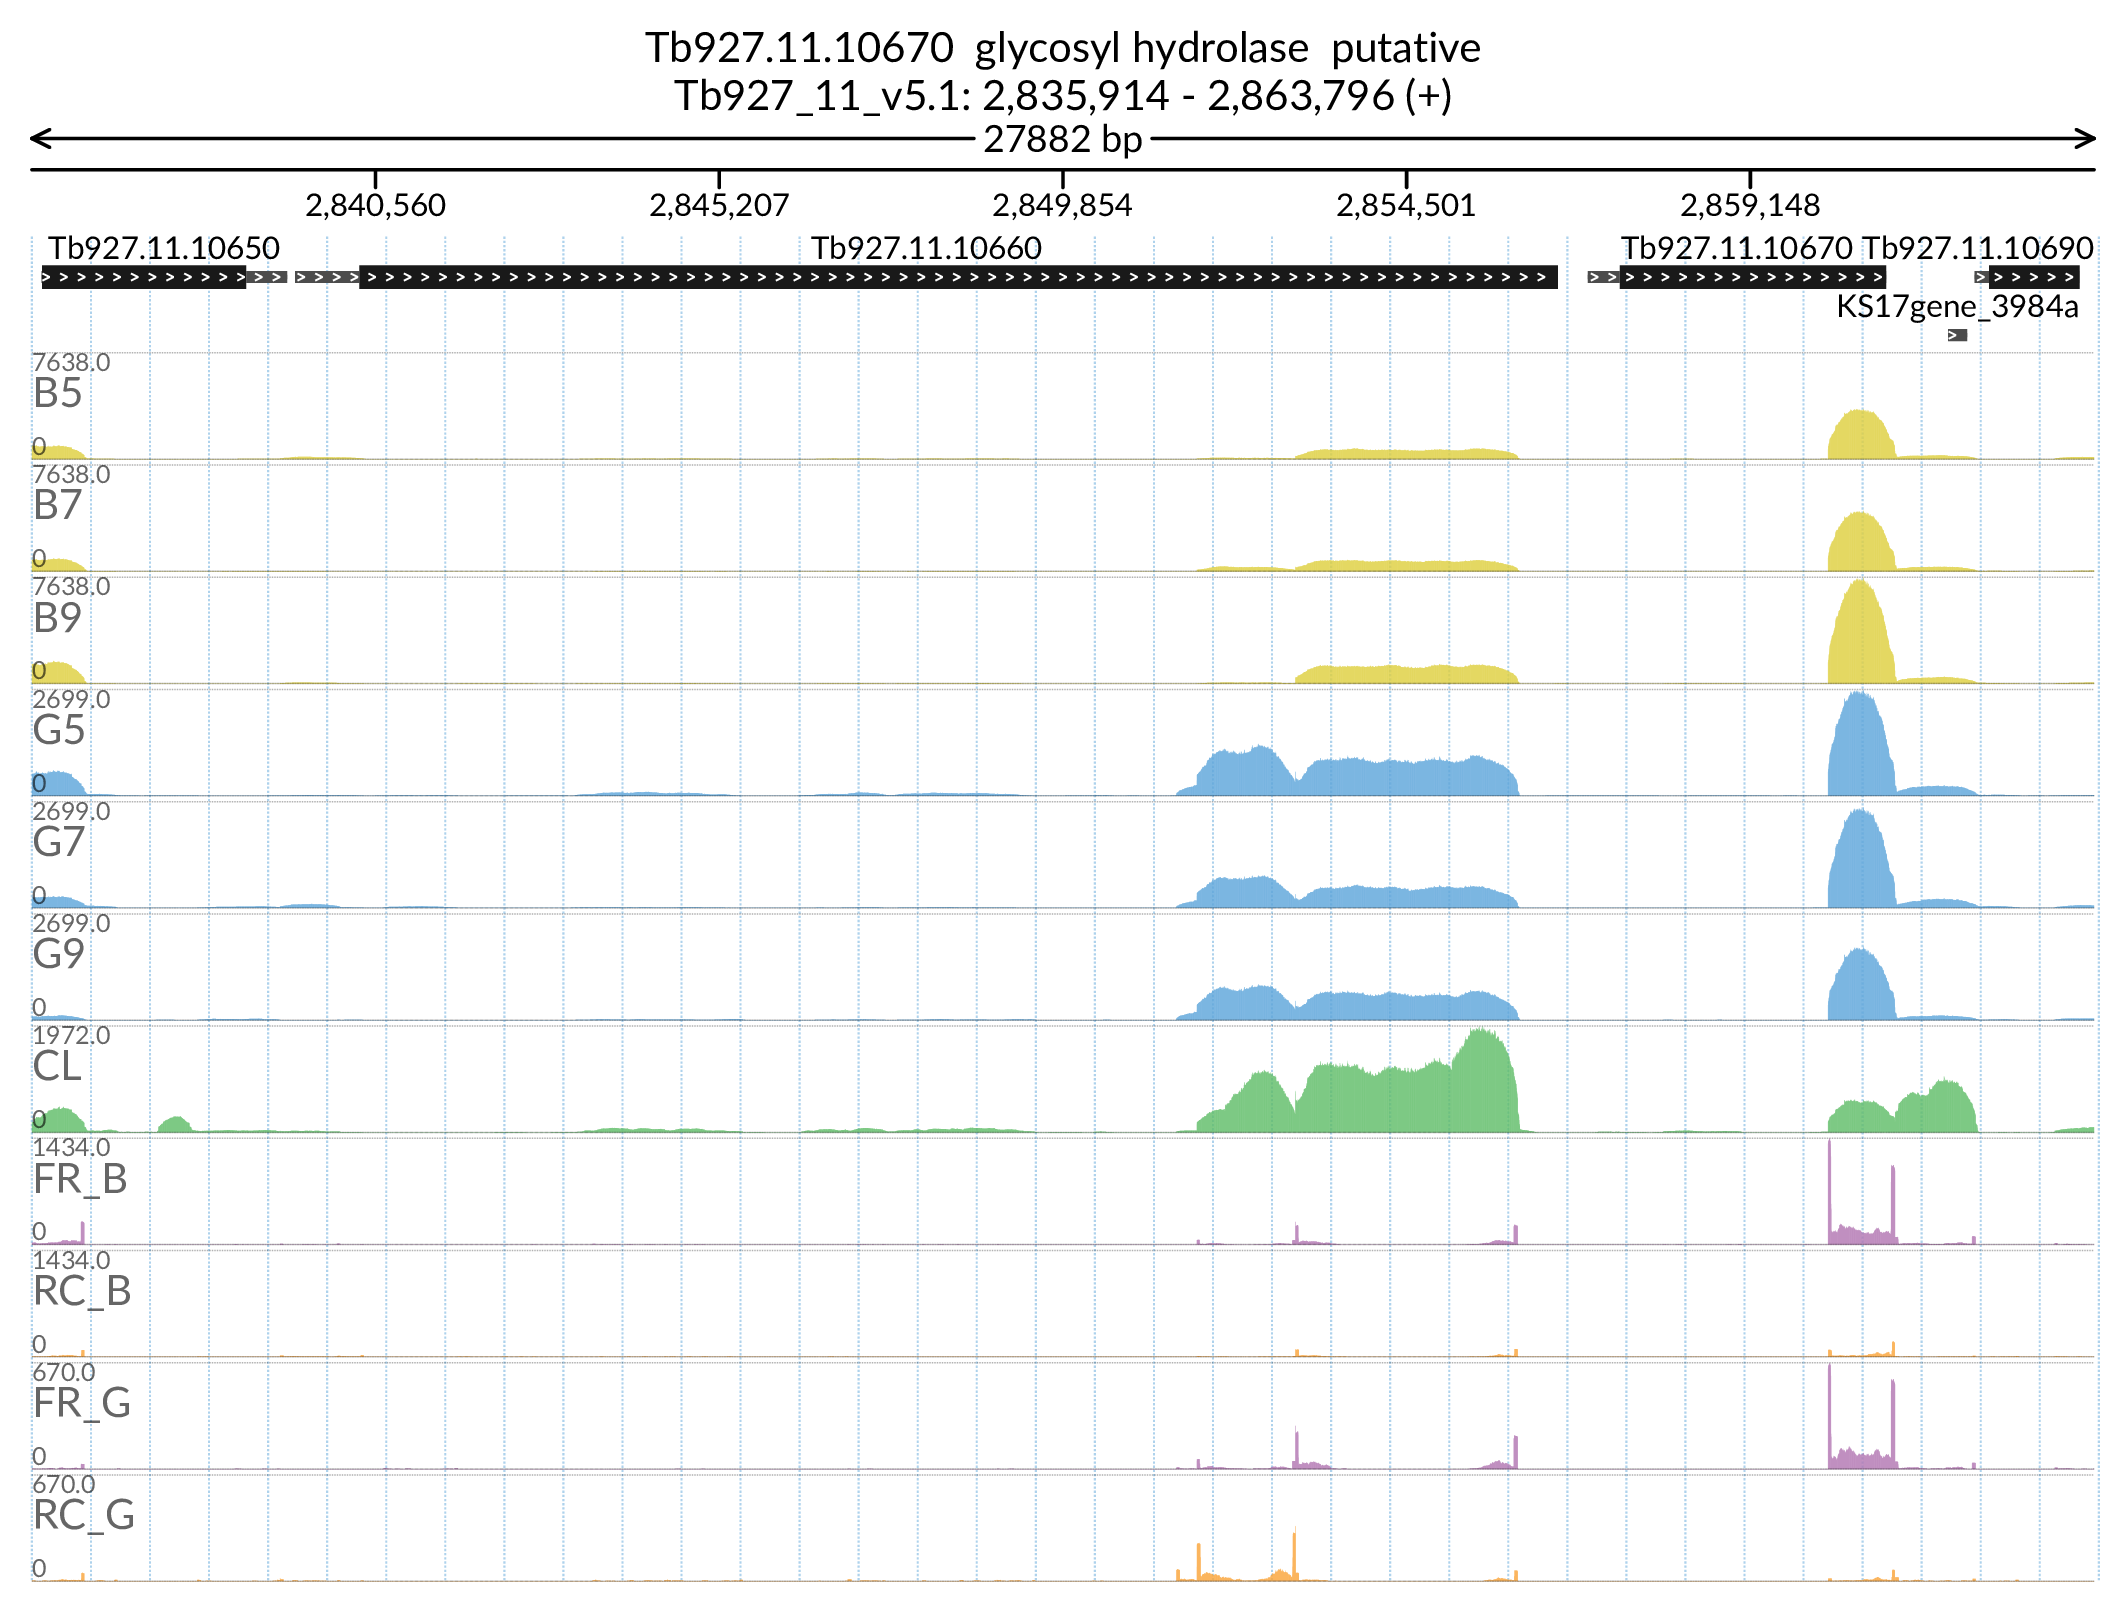 Tb927.11.10670 glycosyl hydrolase putative
Tb927_11_v5.1: 2,835,914 - 2,863,796 (+)
27882 bp
2,840,560 2,845,207 2,849,854 2,854,501 2,859,148
Tb927.11.10650 Tb927.11.10660 Tb927.11.10670 Tb927.11.10690
KS17gene_3984a
7638.0
B5
0
7638.0
B7
0
7638.0
B9
0
2699.0
G5
0
2699.0
G7
0
2699.0
G9
0
1972.0
CL
0
1434.0
FR_B
0
1434.0
RC_B
0
670.0
FR_G
0
670.0
RC_G
0